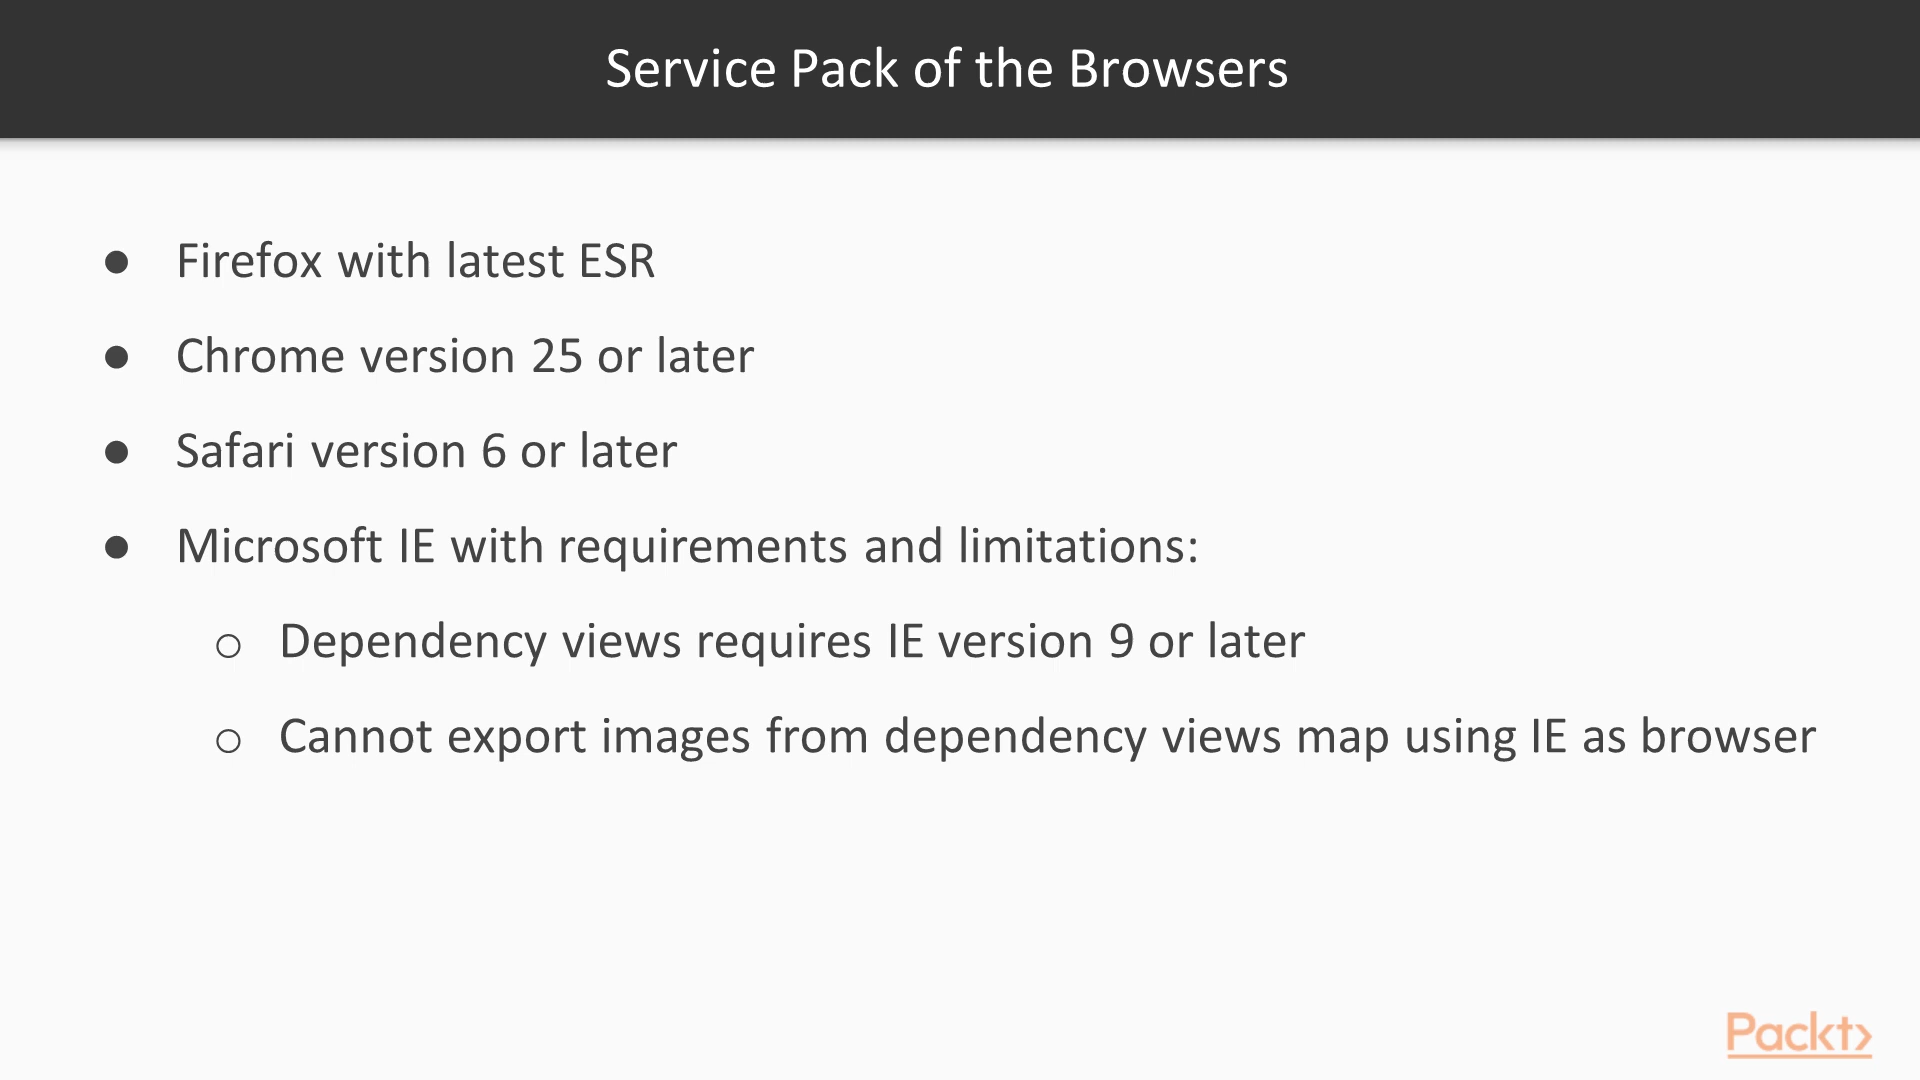 Service Pack of the Browsers
● Firefox with latest ESR
● Chrome version 25 or later
● Safari version 6 or later
● Microsoft IE with requirements and limitations:
○ Dependency views requires IE version 9 or later
○ Cannot export images from dependency views map using IE as browser
Packt>